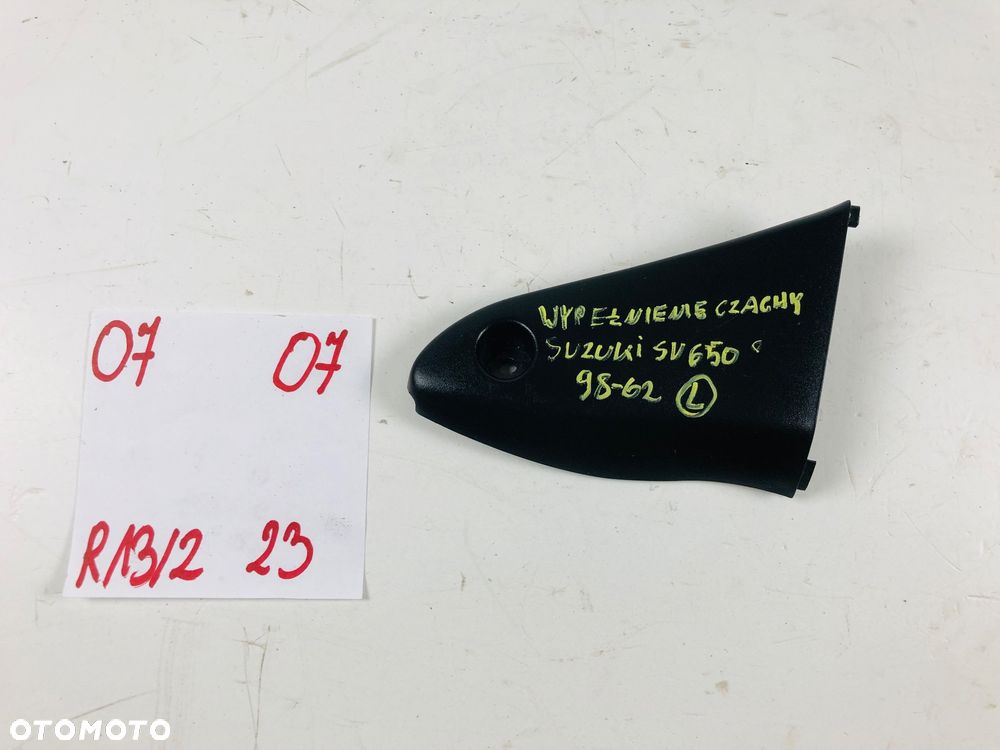 07 07
R13/2 23
WYPEŁNIENIE CZACHY
SUZUKI SV650
98-02 L
OTOMOTO